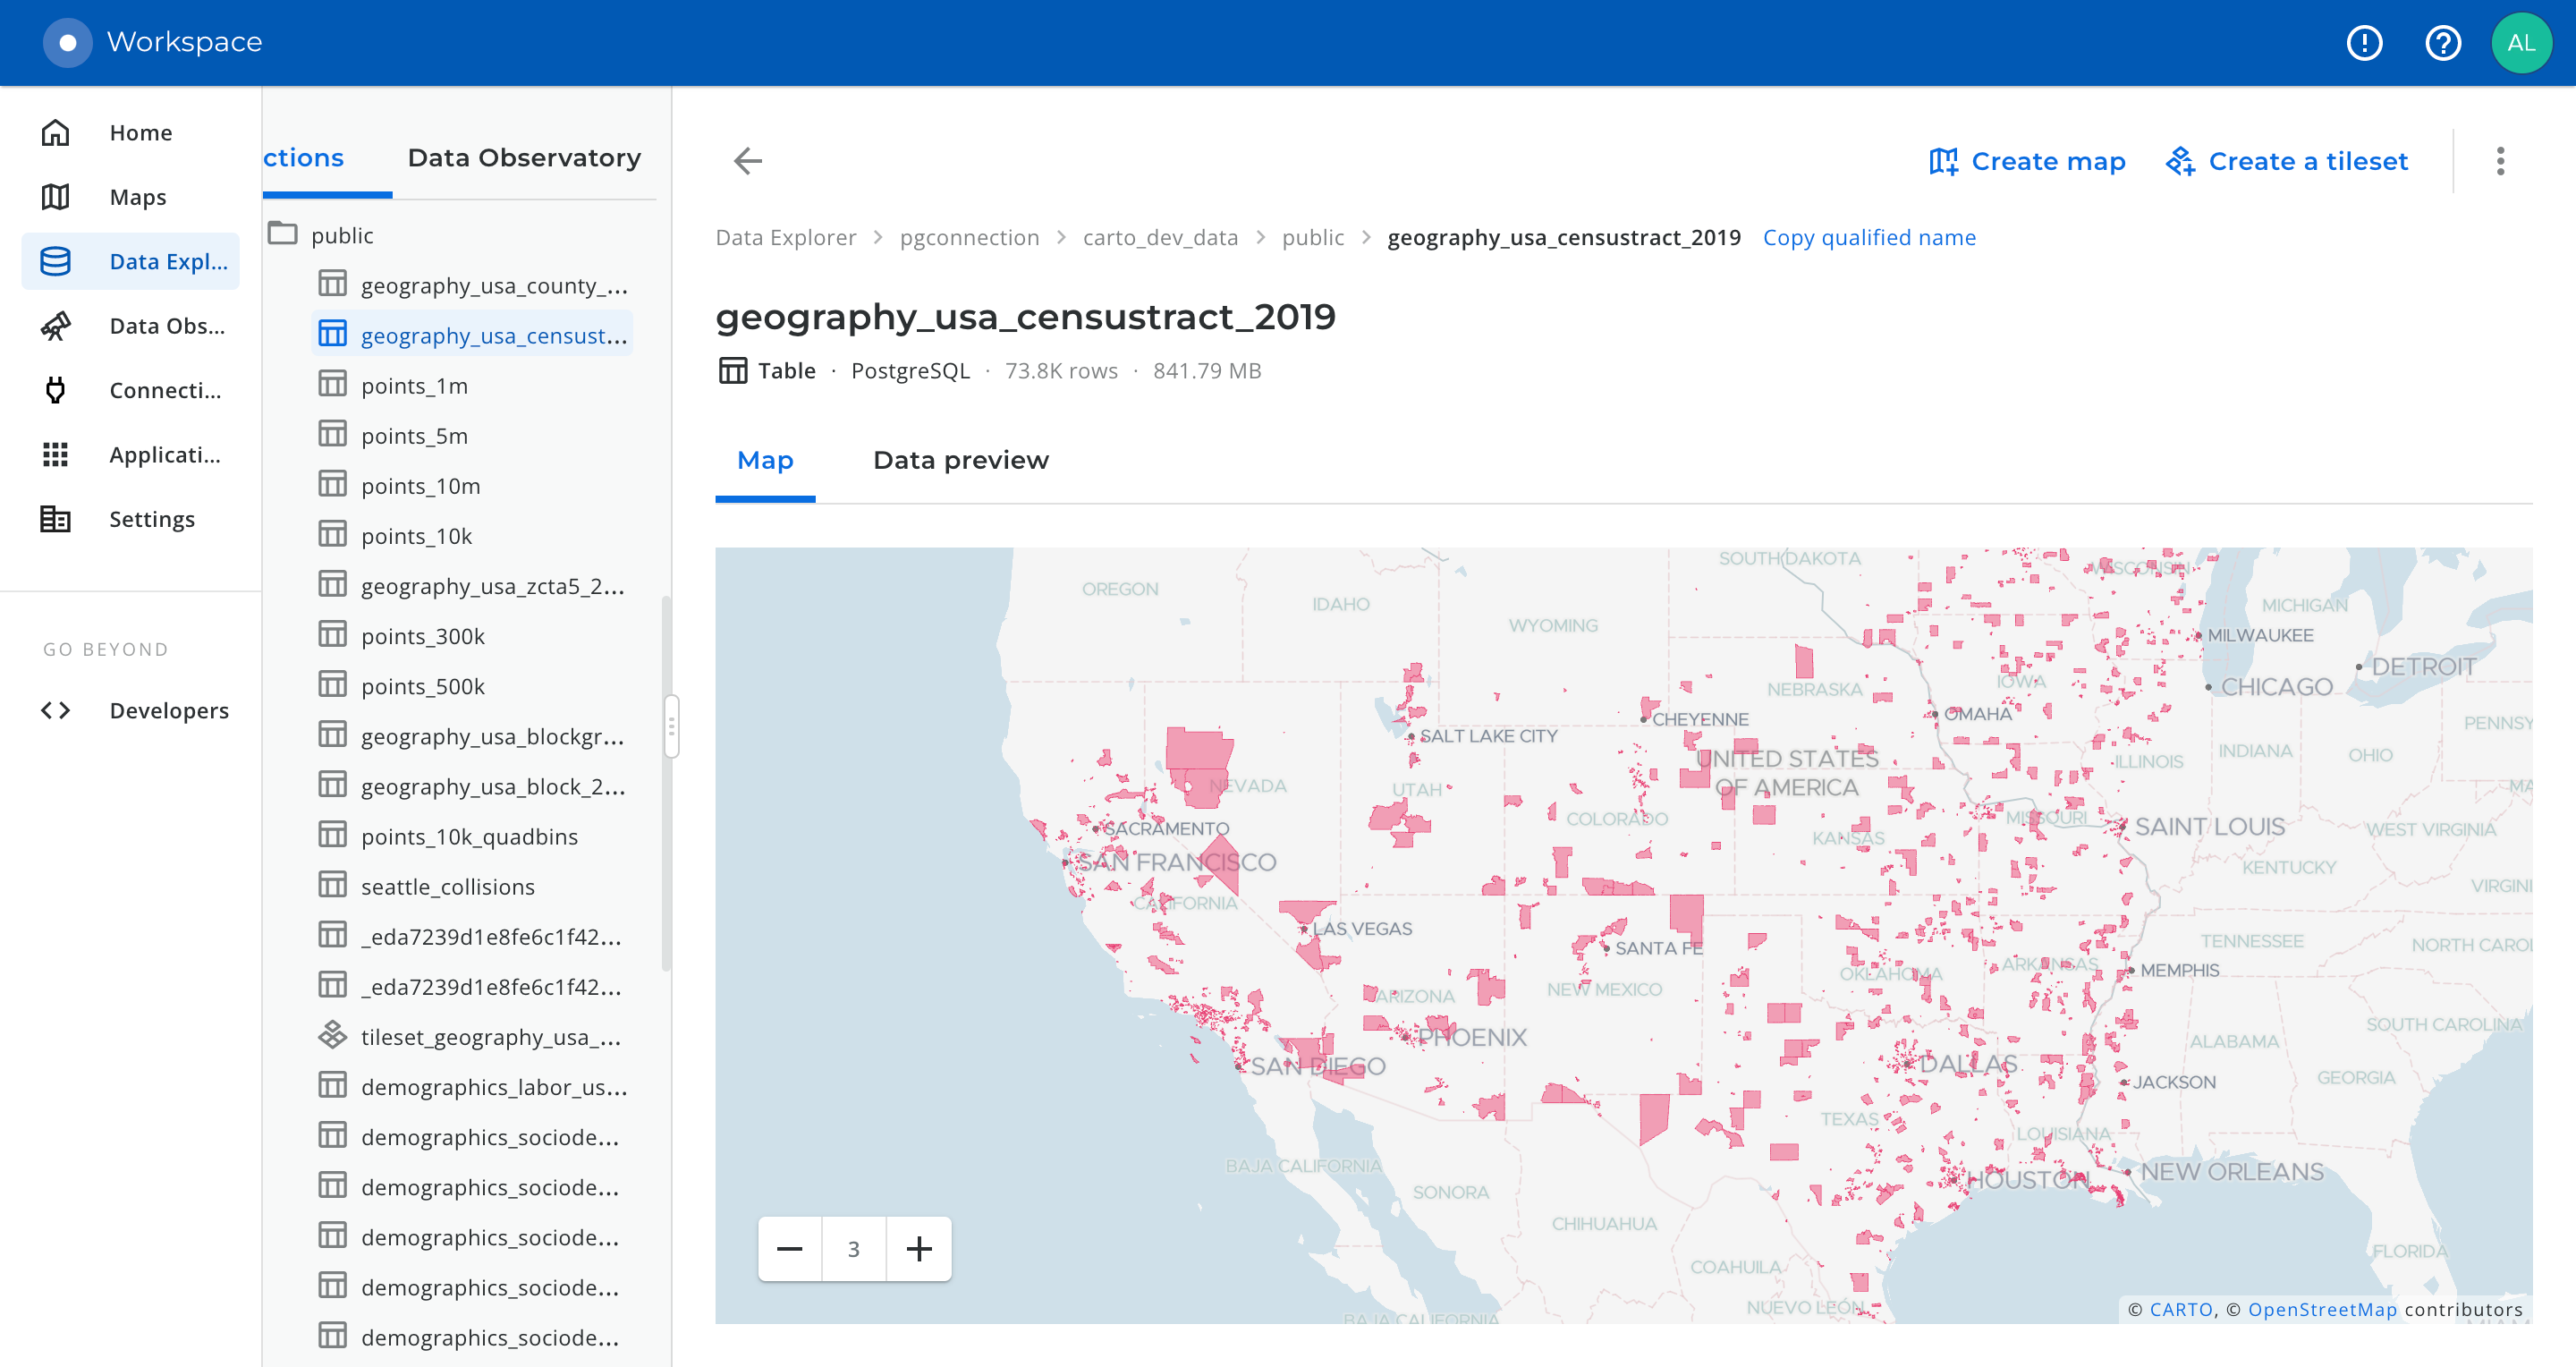 Workspace
AL
Home
Maps
Data Expl...
Data Obs...
Connecti...
Applicati...
Settings
GO BEYOND
Developers
ctions
Data Observatory
public
geography_usa_county_...
geography_usa_censust...
points_1m
points_5m
points_10m
points_10k
geography_usa_zcta5_2...
points_300k
points_500k
geography_usa_blockgr...
geography_usa_block_2...
points_10k_quadbins
seattle_collisions
_eda7239d1e8fe6c1f42...
_eda7239d1e8fe6c1f42...
tileset_geography_usa_...
demographics_labor_us...
demographics_sociode...
demographics_sociode...
demographics_sociode...
demographics_sociode...
demographics_sociode...
Create map
Create a tileset
Data Explorer > pgconnection > carto_dev_data > public > geography_usa_censustract_2019 Copy qualified name
geography_usa_censustract_2019
Table · PostgreSQL · 73.8K rows · 841.79 MB
Map
Data preview
SOUTH DAKOTA
WISCONSIN
OREGON
IDAHO
MICHIGAN
WYOMING
MILWAUKEE
DETROIT
IOWA
CHICAGO
NEBRASKA
OMAHA
CHEYENNE
PENNSY
SALT LAKE CITY
INDIANA
OHIO
UNITED STATES
OF AMERICA
ILLINOIS
NEVADA
UTAH
MA
COLORADO
MISSOURI
SACRAMENTO
KANSAS
SAINT LOUIS
WEST VIRGINIA
SAN FRANCISCO
KENTUCKY
VIRGINI
CALIFORNIA
LAS VEGAS
SANTA FE
TENNESSEE
NORTH CAROL
OKLAHOMA
ARKANSAS
MEMPHIS
ARIZONA
NEW MEXICO
SOUTH CAROLINA
PHOENIX
ALABAMA
SAN DIEGO
DALLAS
JACKSON
GEORGIA
TEXAS
LOUISIANA
BAJA CALIFORNIA
NEW ORLEANS
HOUSTON
SONORA
CHIHUAHUA
3
FLORIDA
COAHUILA
NUEVO LEÓN
BAJA CALIFORNIA
© CARTO, © OpenStreetMap contributors
MIAMI